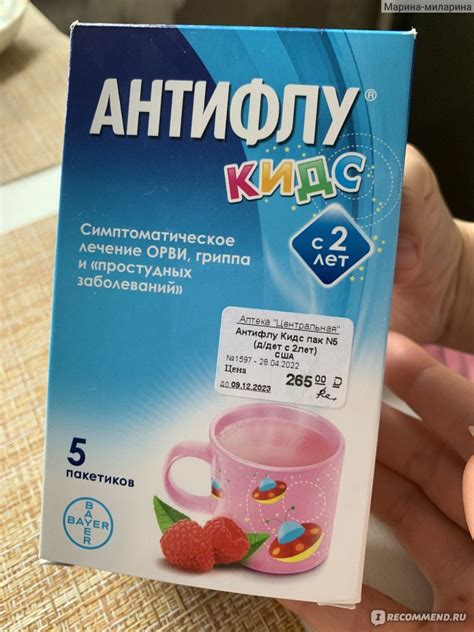 Марина-миларина
АНТИФЛУ®
КИДС
Симптоматическое
лечение ОРВИ, гриппа
и «простудных
заболеваний»
с 2
лет
Аптека "Центральная"
Антифлу Кидс пак N5
(д/дет с 2лет)
США
№1597 - 28.04.2022
Цена
265 00 ₽
до 09.12.2023
5
пакетиков
BAYER
BAYER
I RECOMMEND.RU